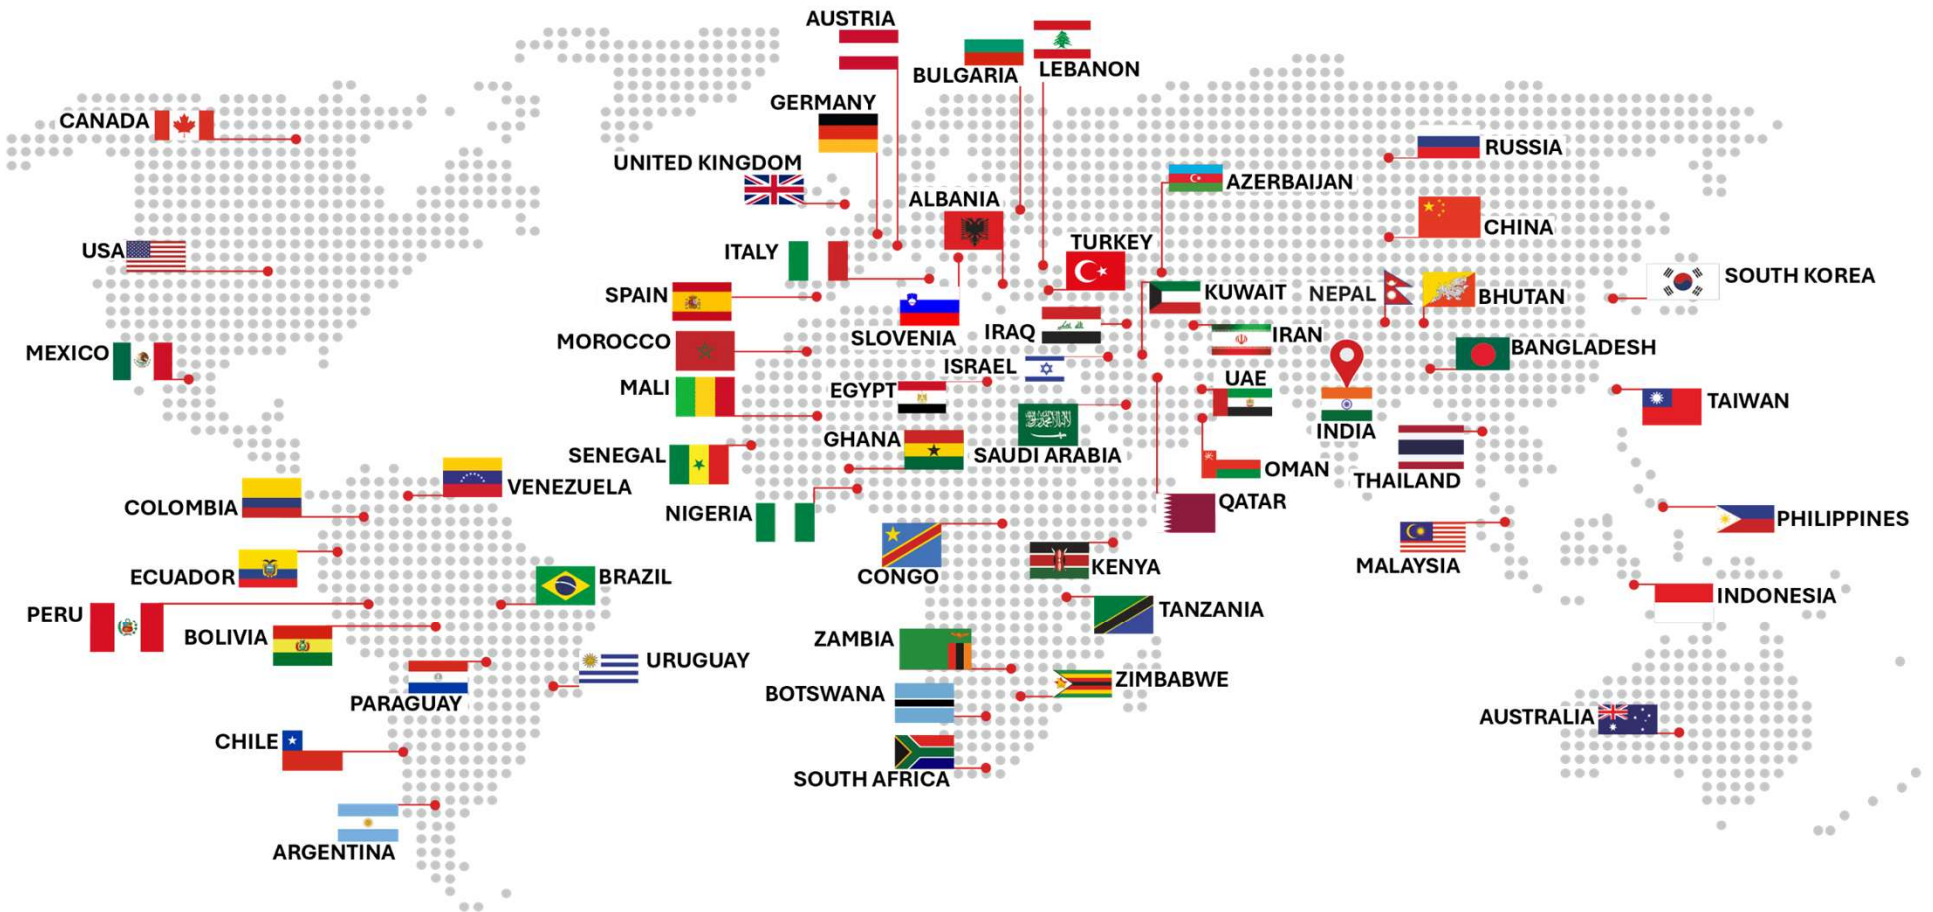 AUSTRIA
LEBANON
BULGARIA
GERMANY
CANADA
RUSSIA
UNITED KINGDOM
AZERBAIJAN
ALBANIA
CHINA
TURKEY
USA
ITALY
SOUTH KOREA
SPAIN
KUWAIT
NEPAL
BHUTAN
IRAQ
IRAN
SLOVENIA
MOROCCO
BANGLADESH
MEXICO
ISRAEL
UAE
MALI
EGYPT
TAIWAN
INDIA
GHANA
SENEGAL
SAUDI ARABIA
OMAN
THAILAND
VENEZUELA
QATAR
COLOMBIA
NIGERIA
PHILIPPINES
MALAYSIA
KENYA
ECUADOR
BRAZIL
CONGO
INDONESIA
TANZANIA
PERU
BOLIVIA
ZAMBIA
URUGUAY
ZIMBABWE
BOTSWANA
PARAGUAY
AUSTRALIA
CHILE
SOUTH AFRICA
ARGENTINA